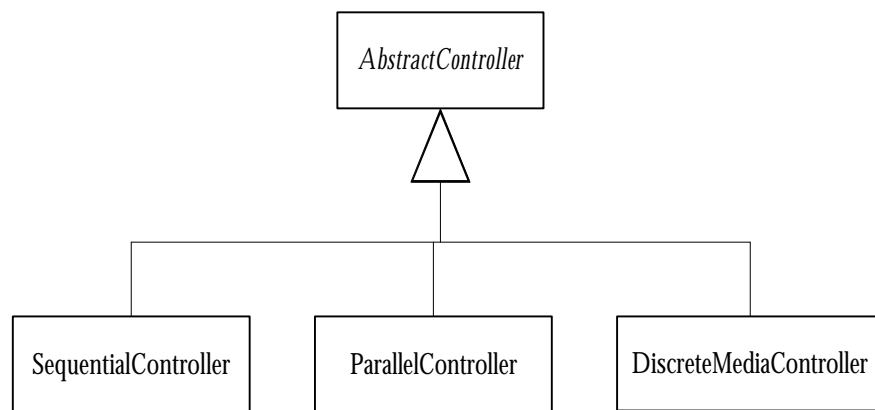 AbstractController
SequentialController
ParallelController
DiscreteMediaController